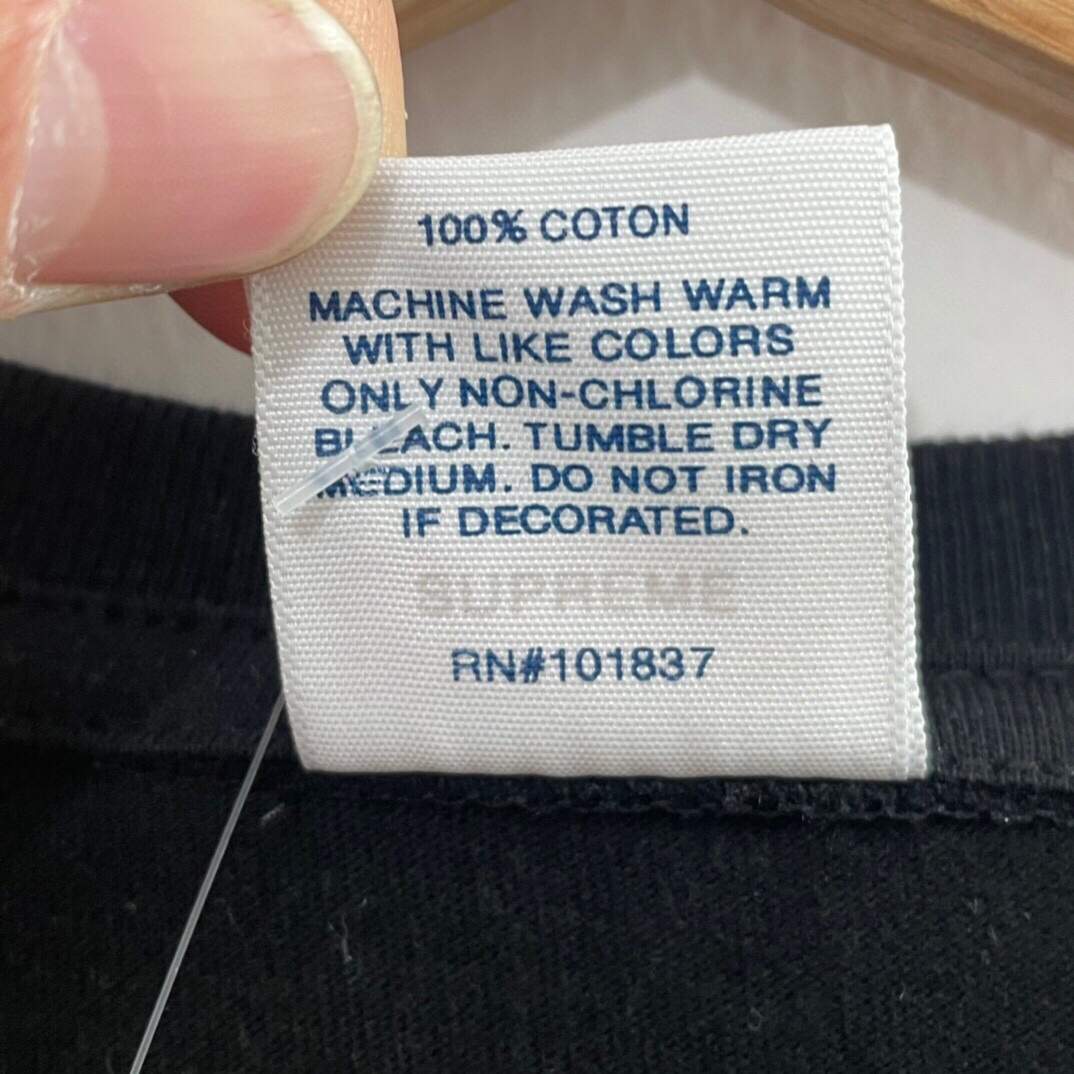 100% COTON
MACHINE WASH WARM
WITH LIKE COLORS
ONLY NON-CHLORINE
BLEACH. TUMBLE DRY
MEDIUM. DO NOT IRON
IF DECORATED.
SUPREME
RN#101837